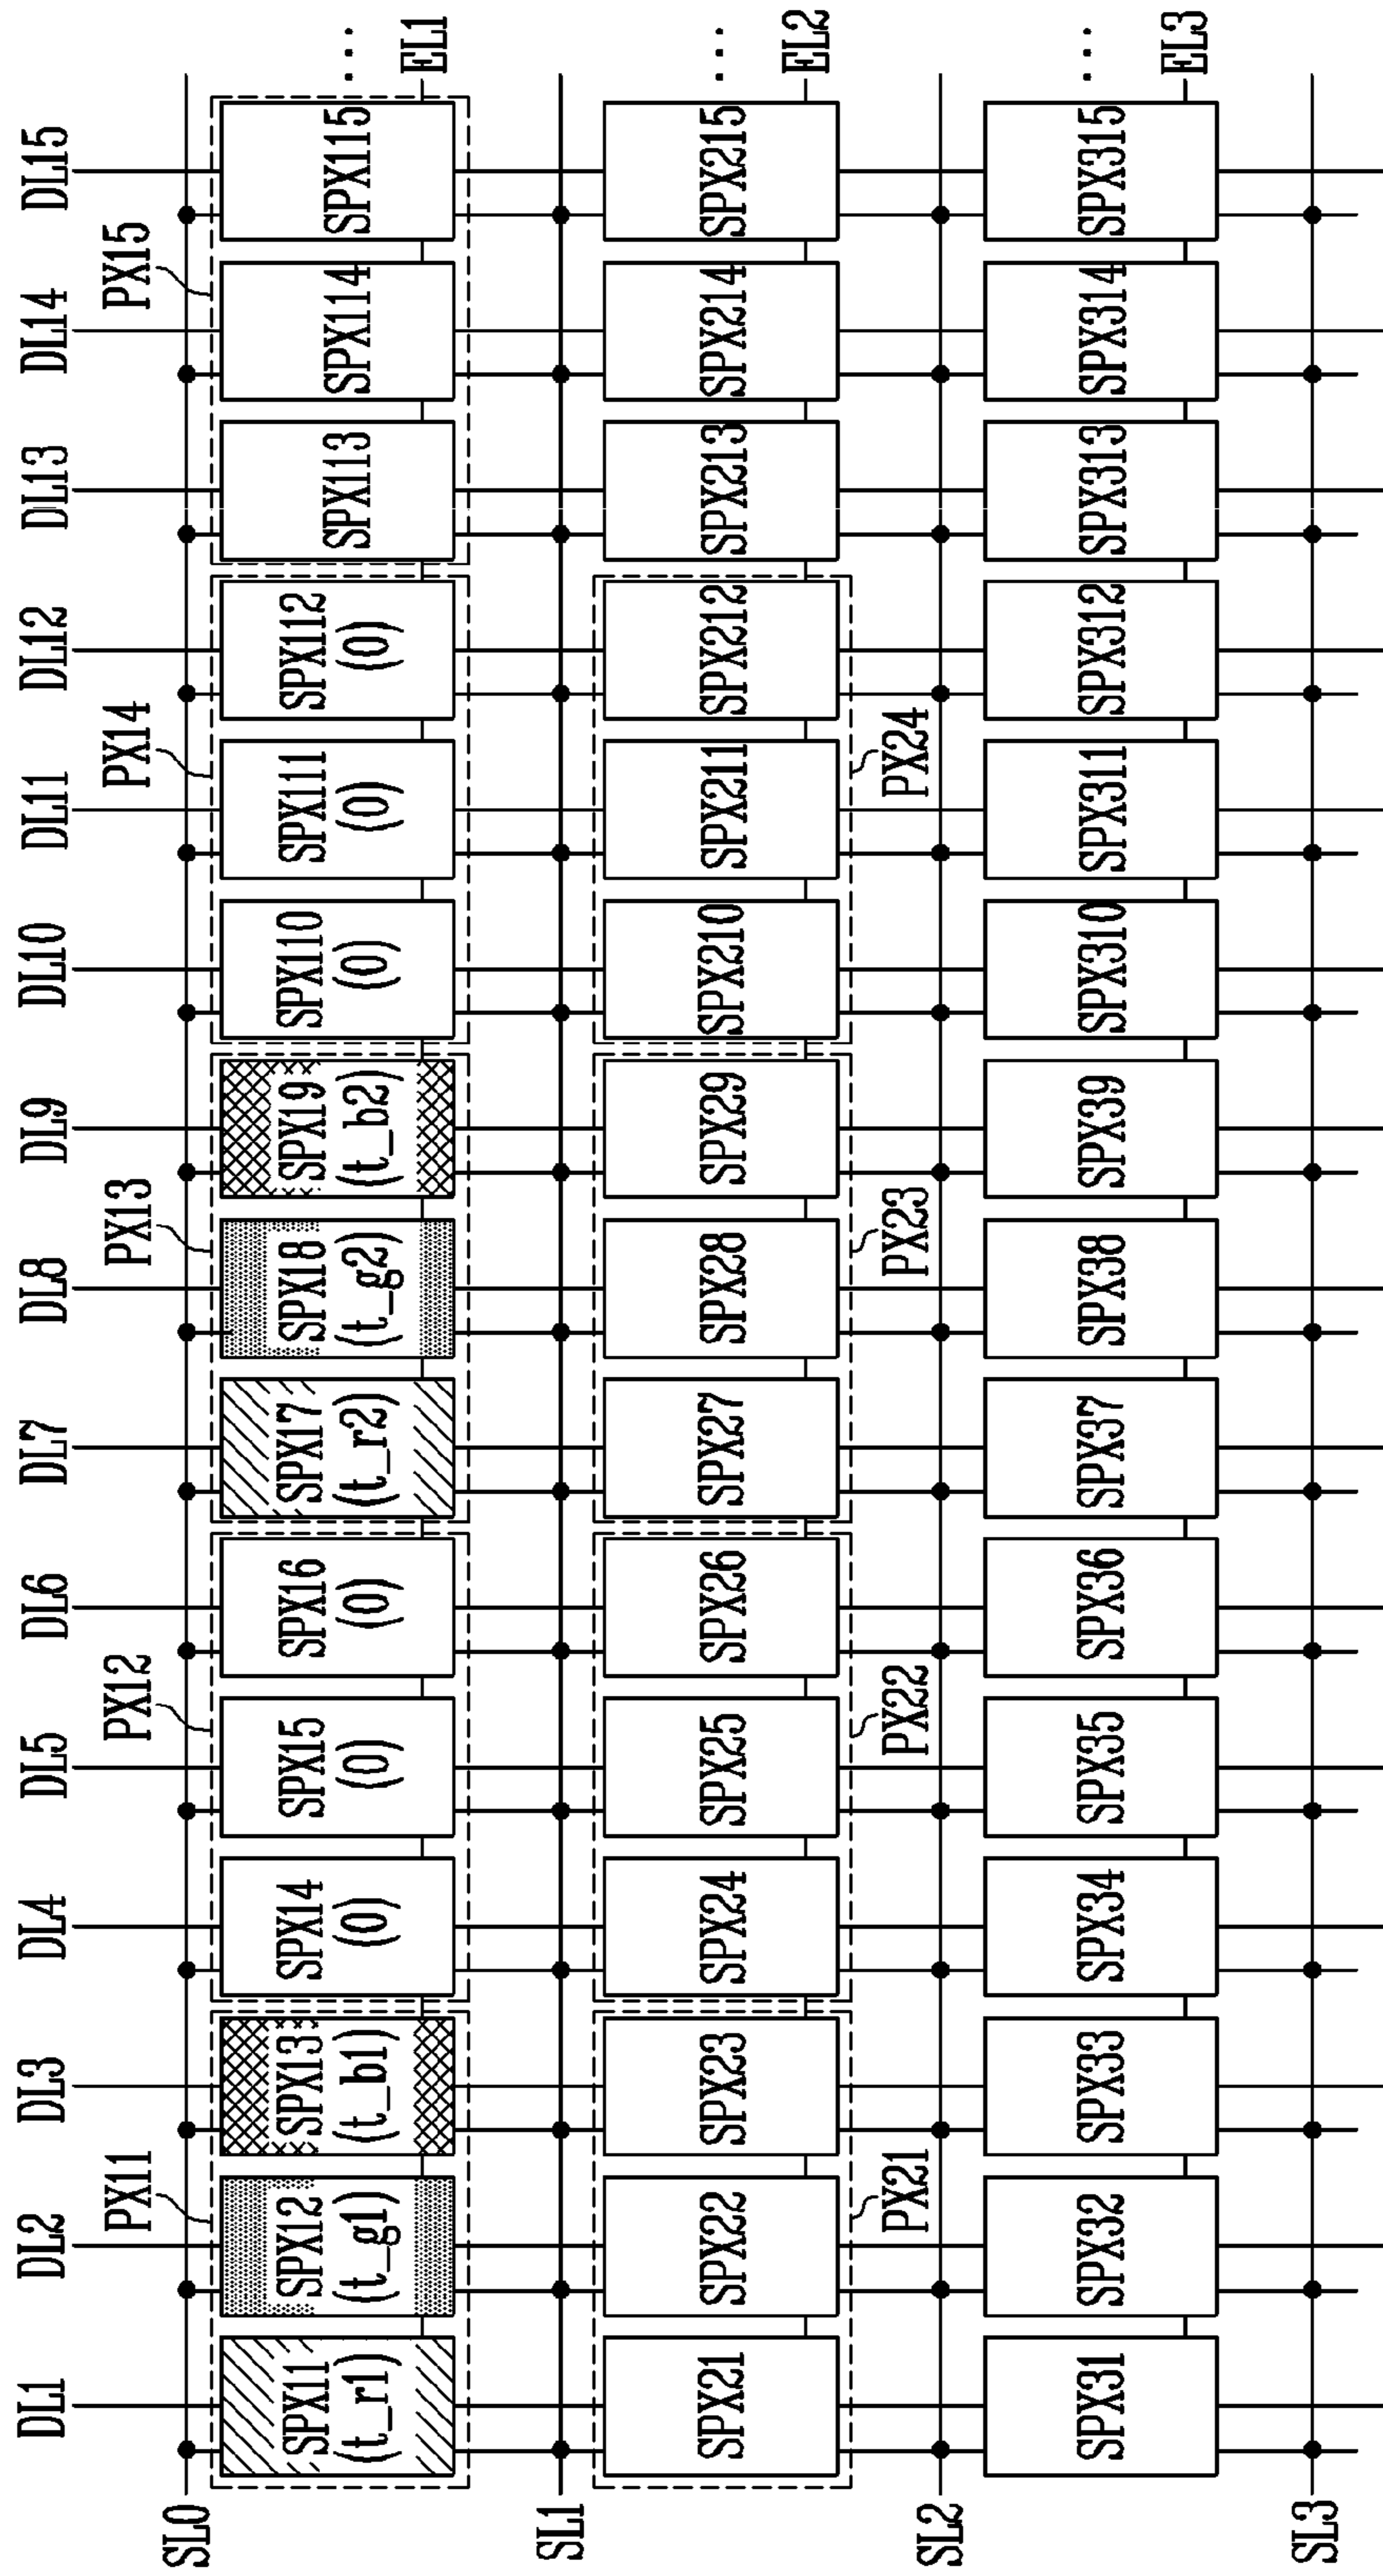 DL1 DL2 DL3 DL4 DL5 DL6 DL7 DL8 DL9 DL10 DL11 DL12 DL13 DL14 DL15
PX11 PX12 PX13 PX14 PX15
SL0
SPX11 SPX12 SPX13 SPX14 SPX15 SPX16 SPX17 SPX18 SPX19 SPX110 SPX111 SPX112 SPX113 SPX114 SPX115 ...
(t_r1) (t_g1) (t_b1) (0) (0) (0) (t_r2) (t_g2) (t_b2) (0) (0) (0)
EL1
SL1
SPX21 SPX22 SPX23 SPX24 SPX25 SPX26 SPX27 SPX28 SPX29 SPX210 SPX211 SPX212 SPX213 SPX214 SPX215 ...
EL2
PX21 PX22 PX23 PX24
SL2
SPX31 SPX32 SPX33 SPX34 SPX35 SPX36 SPX37 SPX38 SPX39 SPX310 SPX311 SPX312 SPX313 SPX314 SPX315 ...
EL3
SL3